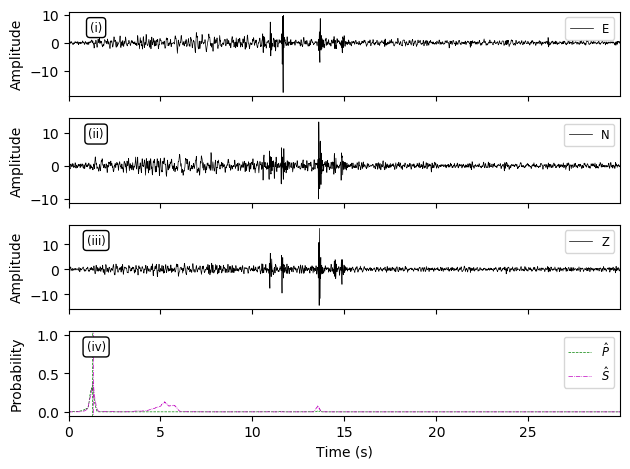 10
0
−10
Amplitude
(i)
E
10
0
−10
Amplitude
(ii)
N
10
0
−10
Amplitude
(iii)
Z
1.0
0.5
0.0
Probability
(iv)
P̂
Ŝ
0 5 10 15 20 25
Time (s)